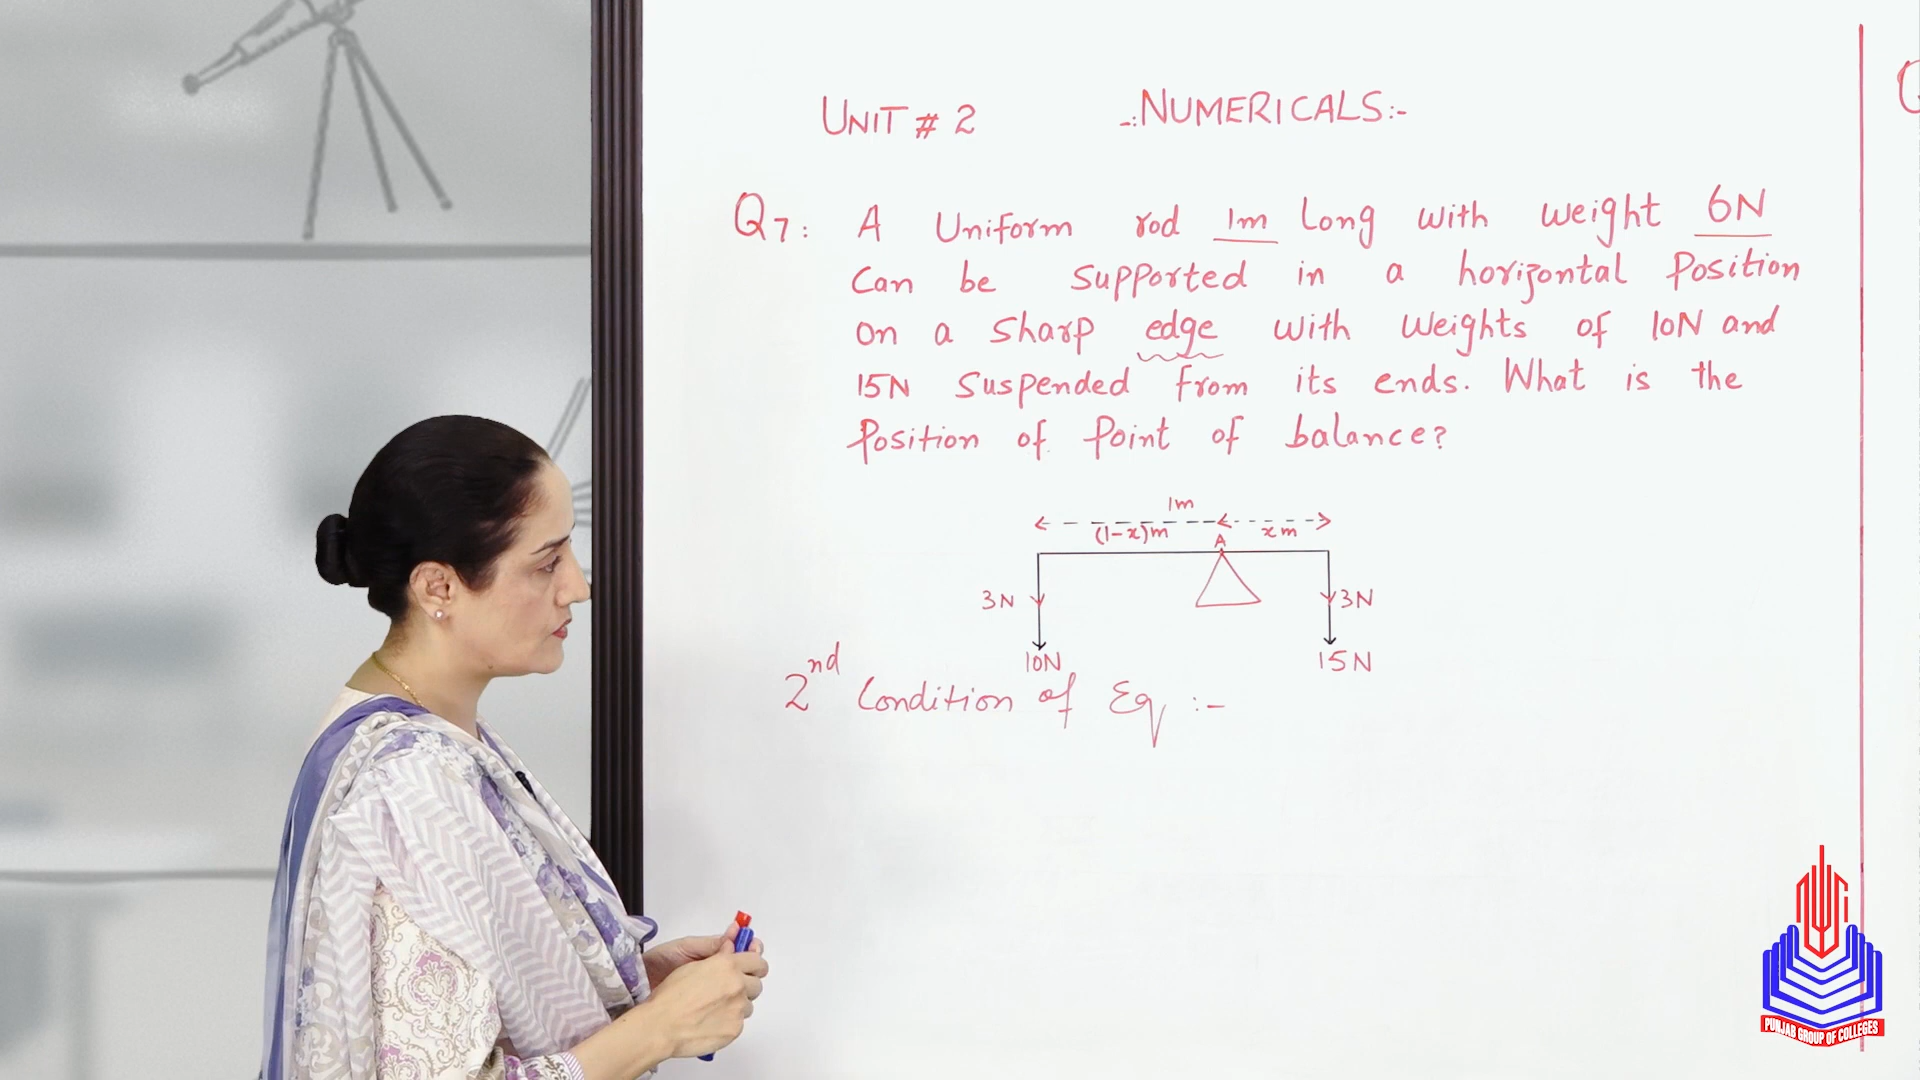 UNIT # 2 -:NUMERICALS:-
Q7: A Uniform rod 1m Long with weight 6N
Can be supported in a horizontal Position
on a Sharp edge with weights of 10N and
15N Suspended from its ends. What is the
Position of Point of balance?
1m
(1-x)m
x m
A
3N
3N
10N
15N
2nd Condition of Eq :-
PUNJAB GROUP OF COLLEGES